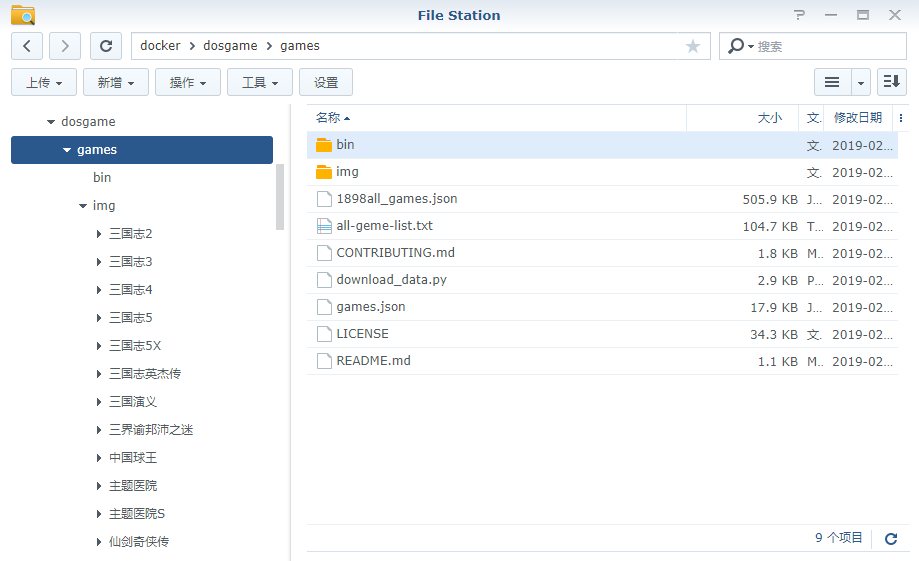 File Station
docker > dosgame > games
搜索
上传 新增 操作 工具 设置
dosgame
games
bin
img
三国志2
三国志3
三国志4
三国志5
三国志5X
三国志英杰传
三国演义
三界谕邦沛之迷
中国球王
主题医院
主题医院S
仙剑奇侠传
名称 大小 文. 修改日期
bin 文. 2019-02...
img 文. 2019-02...
1898all_games.json 505.9 KB J... 2019-02...
all-geme-list.txt 104.7 KB T... 2019-02...
CONTRIBUTING.md 1.8 KB M.. 2019-02...
download_data.py 2.9 KB P... 2019-02...
games.json 17.9 KB J... 2019-02...
LICENSE 34.3 KB 文. 2019-02...
README.md 1.1 KB M.. 2019-02...
9 个项目